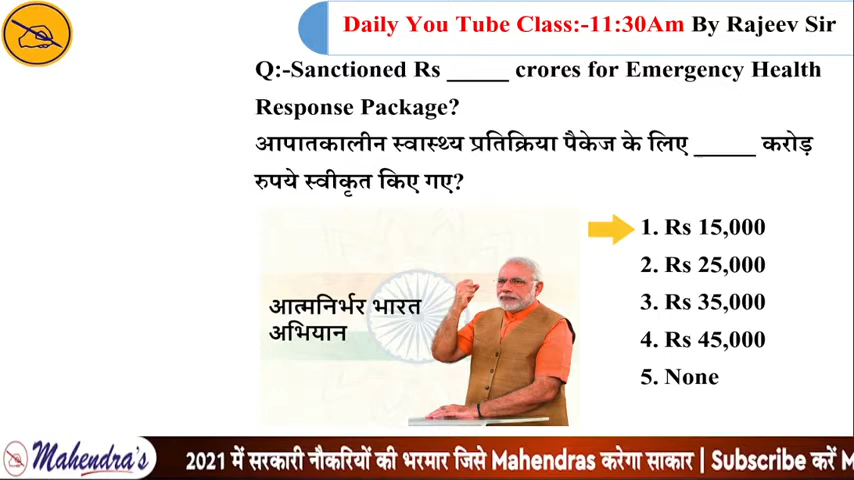 Daily You Tube Class:-11:30Am By Rajeev Sir
Q:-Sanctioned Rs _____ crores for Emergency Health
Response Package?
आपातकालीन स्वास्थ्य प्रतिक्रिया पैकेज के लिए _____ करोड़
रुपये स्वीकृत किए गए?
1. Rs 15,000
2. Rs 25,000
3. Rs 35,000
4. Rs 45,000
5. None
आत्मनिर्भर भारत
अभियान
Mahendra's
2021 में सरकारी नौकरियों की भरमार जिसे Mahendras करेगा साकार | Subscribe करें M